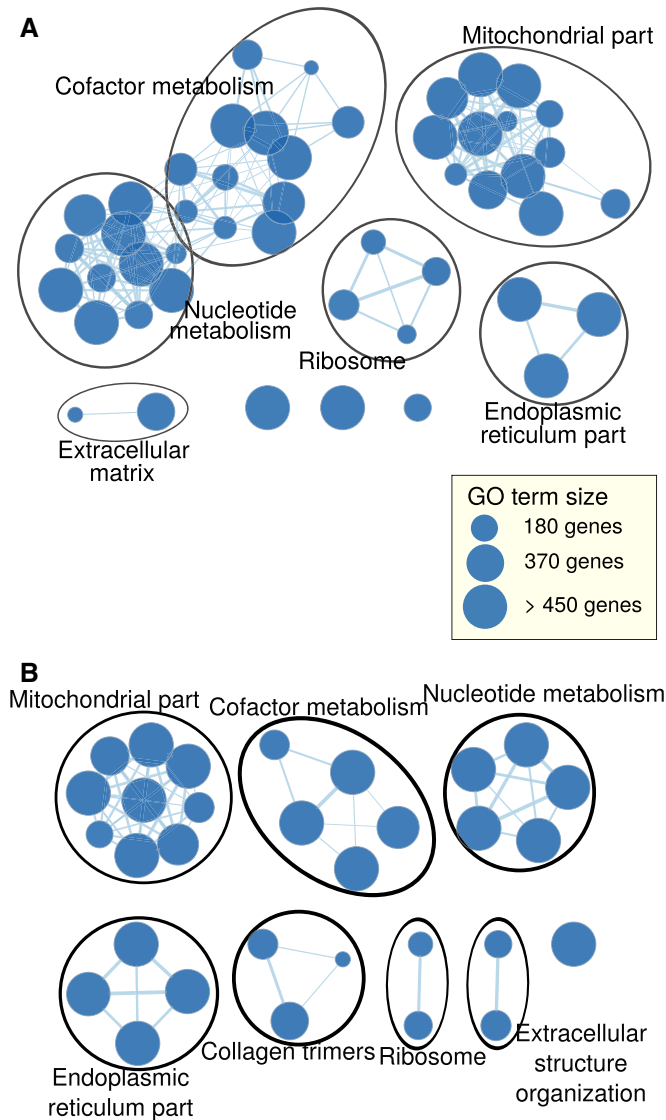 A
Mitochondrial part
Cofactor metabolism
Nucleotide
metabolism
Ribosome
Endoplasmic
reticulum part
Extracellular
matrix
GO term size
180 genes
370 genes
> 450 genes
B
Mitochondrial part
Cofactor metabolism
Nucleotide metabolism
Endoplasmic
reticulum part
Collagen trimers
Ribosome
Extracellular
structure
organization